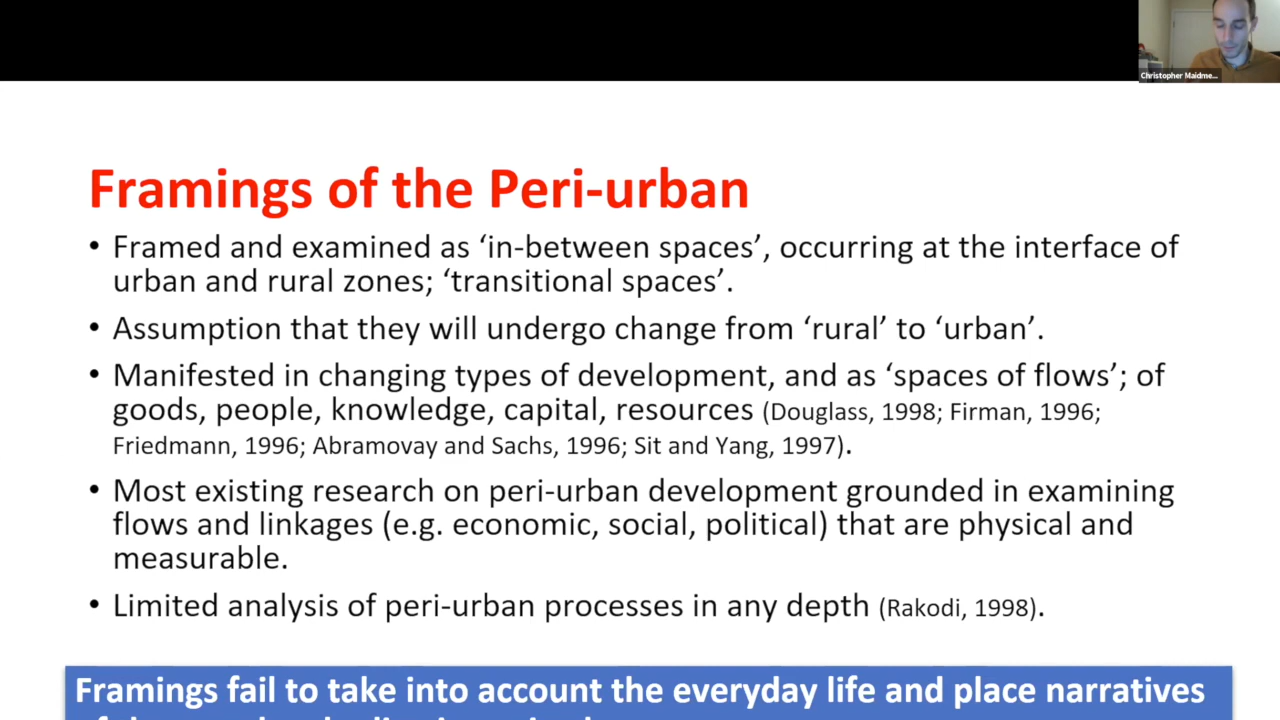 Christopher Maidme...
Framings of the Peri-urban
• Framed and examined as ‘in-between spaces’, occurring at the interface of
urban and rural zones; ‘transitional spaces’.
• Assumption that they will undergo change from ‘rural’ to ‘urban’.
• Manifested in changing types of development, and as ‘spaces of flows’; of
goods, people, knowledge, capital, resources (Douglass, 1998; Firman, 1996;
Friedmann, 1996; Abramovay and Sachs, 1996; Sit and Yang, 1997).
• Most existing research on peri-urban development grounded in examining
flows and linkages (e.g. economic, social, political) that are physical and
measurable.
• Limited analysis of peri-urban processes in any depth (Rakodi, 1998).
Framings fail to take into account the everyday life and place narratives